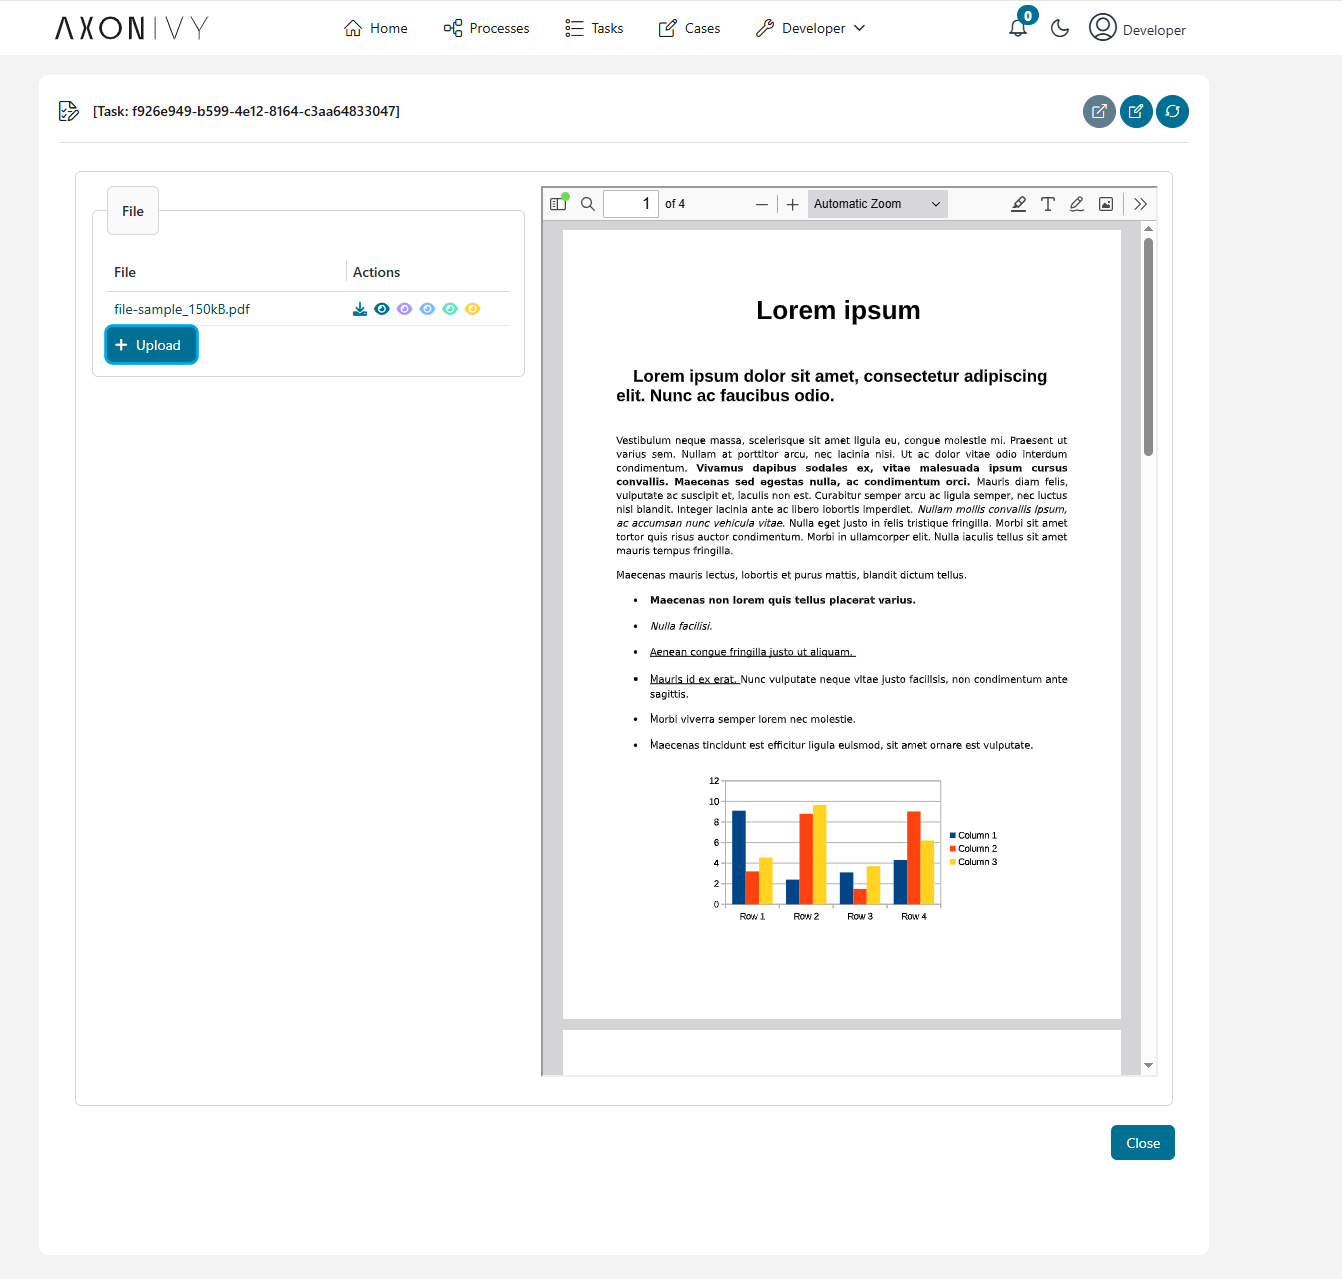 AXONIVY
Home
Processes
Tasks
Cases
Developer
0
Developer
[Task: f926e949-b599-4e12-8164-c3aa64833047]
File
File
Actions
file-sample_150kB.pdf
Upload
1 of 4
Automatic Zoom
Lorem ipsum
Lorem ipsum dolor sit amet, consectetur adipiscing
elit. Nunc ac faucibus odio.
Vestibulum neque massa, scelerisque sit amet ligula eu, congue molestie mi. Praesent ut
varius sem. Nullam at porttitor arcu, nec lacinia nisi. Ut ac dolor vitae odio interdum
condimentum. Vivamus dapibus sodales ex, vitae malesuada ipsum cursus
convallis. Maecenas sed egestas nulla, ac condimentum orci. Mauris diam felis,
vulputate ac suscipit et, iaculis non est. Curabitur semper arcu ac ligula semper, nec luctus
nisl blandit. Integer lacinia ante ac libero lobortis imperdiet. Nullam mollis convallis ipsum,
ac accumsan nunc vehicula vitae. Nulla eget justo in felis tristique fringilla. Morbi sit amet
tortor quis risus auctor condimentum. Morbi in ullamcorper elit. Nulla iaculis tellus sit amet
mauris tempus fringilla.
Maecenas mauris lectus, lobortis et purus mattis, blandit dictum tellus.
• Maecenas non lorem quis tellus placerat varius.
• Nulla facilisi.
• Aenean congue fringilla justo ut aliquam.
• Mauris id ex erat. Nunc vulputate neque vitae justo facilisis, non condimentum ante
sagittis.
• Morbi viverra semper lorem nec molestie.
• Maecenas tincidunt est efficitur ligula euismod, sit amet ornare est vulputate.
12
10
8
6
4
2
0
Row 1
Row 2
Row 3
Row 4
Column 1
Column 2
Column 3
Close